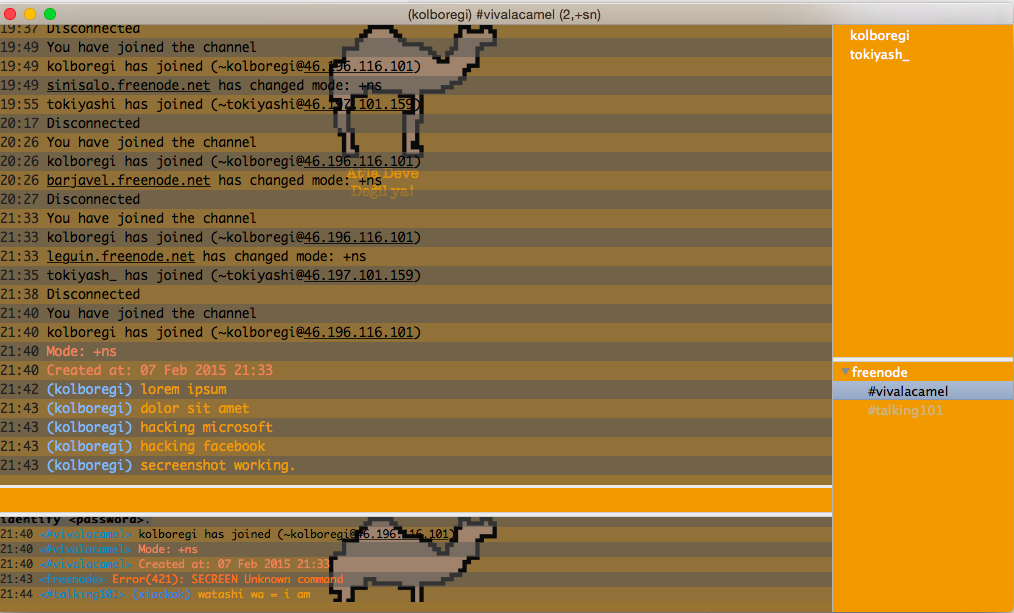 (kolboregi) #vivalacamel (2,+sn)
19:37 Disconnected
19:49 You have joined the channel
19:49 kolboregi has joined (~kolboregi@46.196.116.101)
19:49 sinisalo.freenode.net has changed mode: +ns
19:55 tokiyashi has joined (~tokiyashi@46.197.101.159)
20:17 Disconnected
20:26 You have joined the channel
20:26 kolboregi has joined (~kolboregi@46.196.116.101)
20:26 barjavel.freenode.net has changed mode: +ns
20:27 Disconnected
21:33 You have joined the channel
21:33 kolboregi has joined (~kolboregi@46.196.116.101)
21:33 leguin.freenode.net has changed mode: +ns
21:35 tokiyash_ has joined (~tokiyashi@46.197.101.159)
21:38 Disconnected
21:40 You have joined the channel
21:40 kolboregi has joined (~kolboregi@46.196.116.101)
21:40 Mode: +ns
21:40 Created at: 07 Feb 2015 21:33
21:42 (kolboregi) lorem ipsum
21:43 (kolboregi) dolor sit amet
21:43 (kolboregi) hacking microsoft
21:43 (kolboregi) hacking facebook
21:43 (kolboregi) secreenshot working.
Deve
Degil ya!
kolboregi
tokiyash_
freenode
#vivalacamel
#talking101
identify <password>.
21:40 <#vivalacamel> kolboregi has joined (~kolboregi@46.196.116.101)
21:40 <#vivalacamel> Mode: +ns
21:40 <#vivalacamel> Created at: 07 Feb 2015 21:33
21:43 <freenode> Error(421): SECREEN Unknown command
21:44 <#talking101> watashi wa = i am